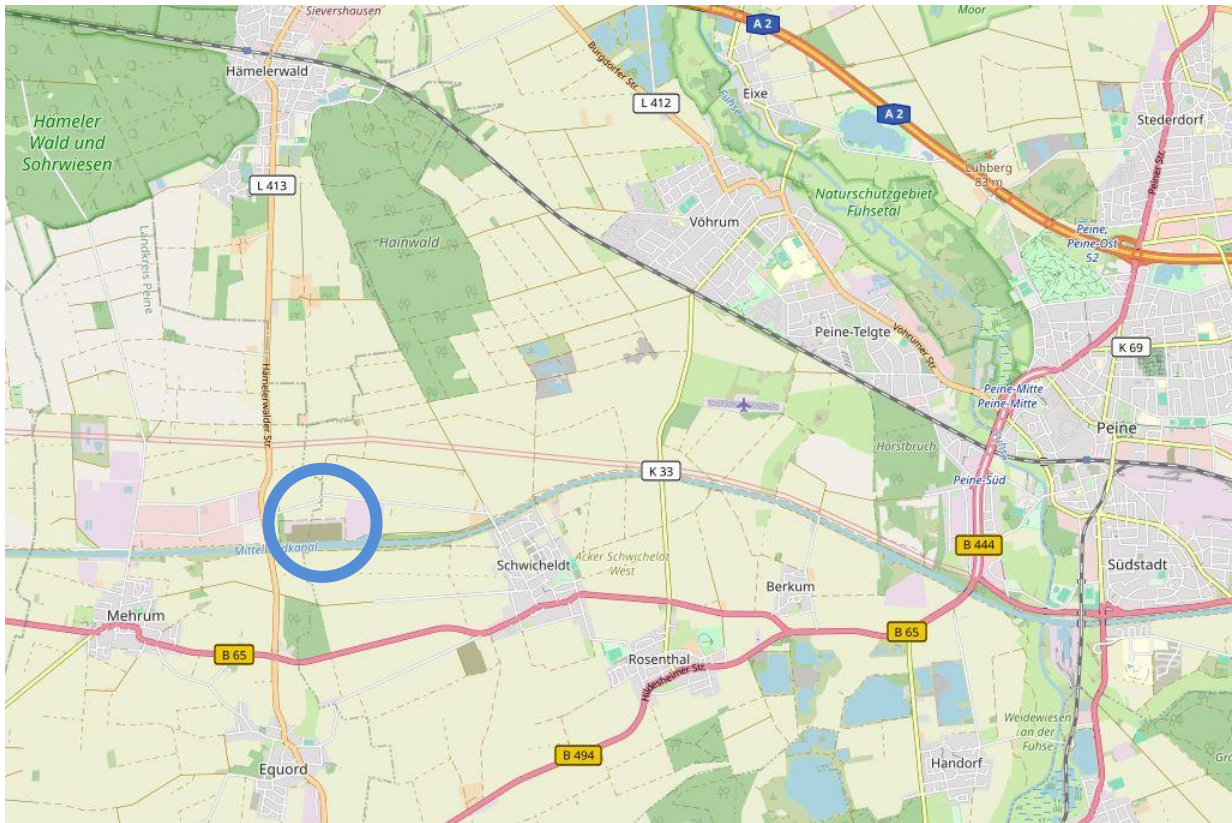 Sievershausen
Moor
A 2
Burgdorfer Str.
Hämelerwald
Eixe
L 412
Fuhse
A 2
Stederdorf
Hämeler
Wald und
Sohrwiesen
Luhberg
83 m
Peiner Str.
L 413
Naturschutzgebiet
Fuhsetal
Vöhrum
Landkreis Peine
Hainwald
Peine;
Peine-Ost
52
Peine-Telgte
Vöhrumer Str.
K 69
Hämelerwalder Str.
Peine-Mitte
Peine-Mitte
Peine
Horstbruch
Fuhse
K 33
Peine-Süd
Mittellandkanal
B 444
Schwicheldt
Acker Schwicheldt
West
Südstadt
Berkum
Mehrum
B 65
B 65
Rosenthal
Hildesheimer Str.
Weidewiesen
an der
Fuhse
B 494
Equord
Handorf